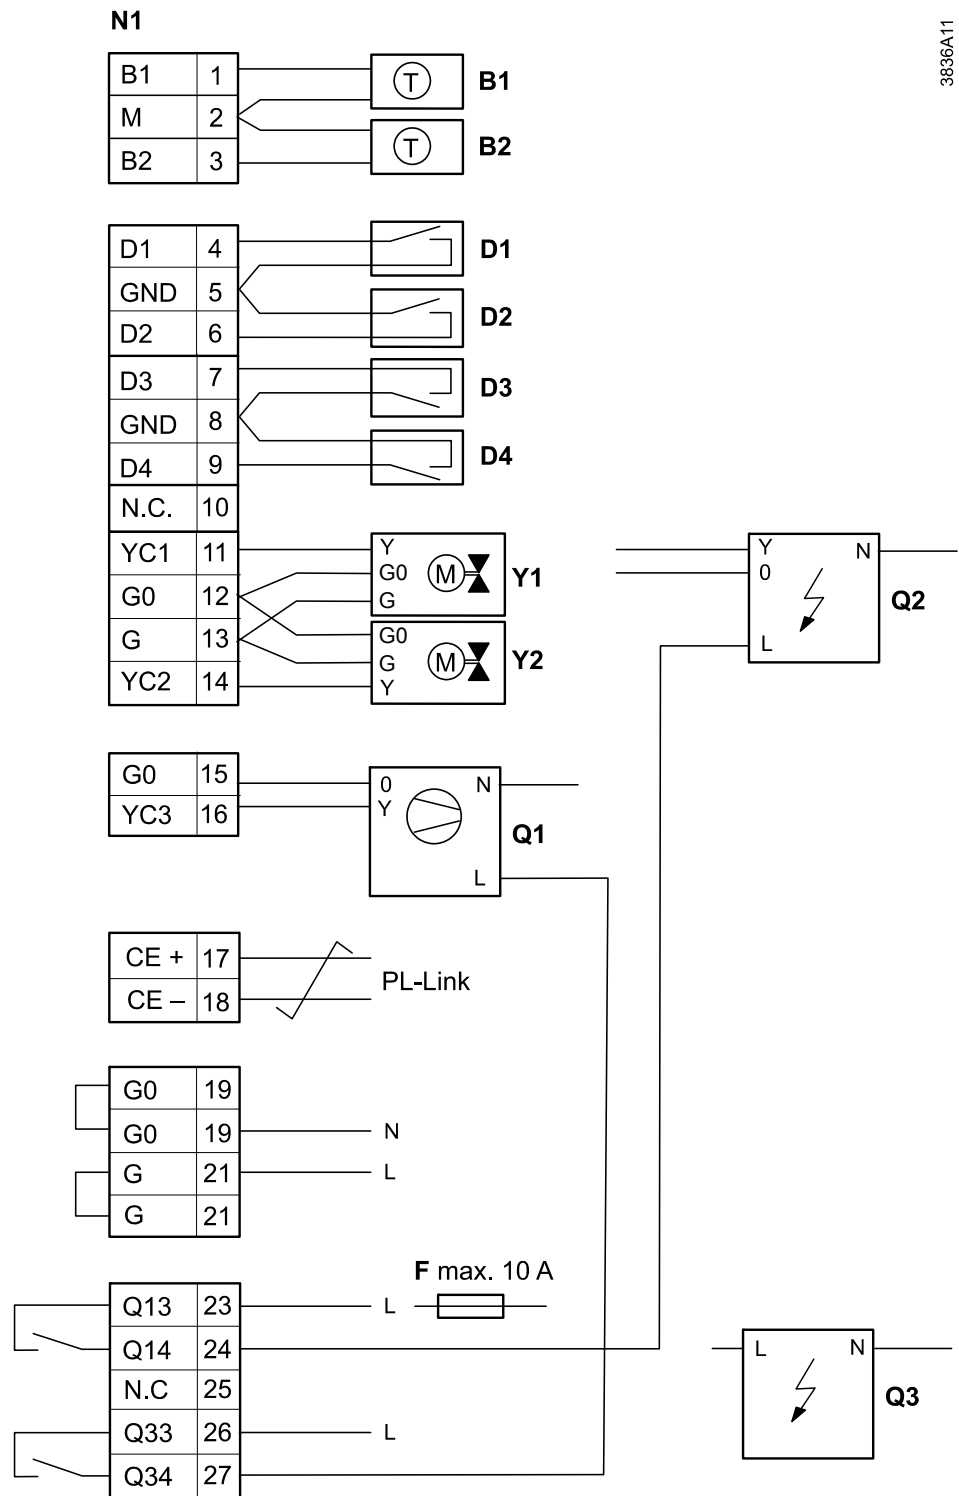 N1
3836A11
B1 1
M 2
B2 3
T B1
T B2
D1 4
GND 5
D2 6
D3 7
GND 8
D4 9
N.C. 10
YC1 11
G0 12
G 13
YC2 14
D1
D2
D3
D4
Y
G0
G
M
Y1
G0
G
Y
M
Y2
Y
0
L
N
Q2
G0 15
YC3 16
0
Y
N
L
Q1
CE + 17
CE – 18
PL-Link
G0 19
G0 19 N
G 21 L
G 21
F max. 10 A
Q13 23 L
Q14 24
N.C 25
Q33 26 L
Q34 27
L N
Q3